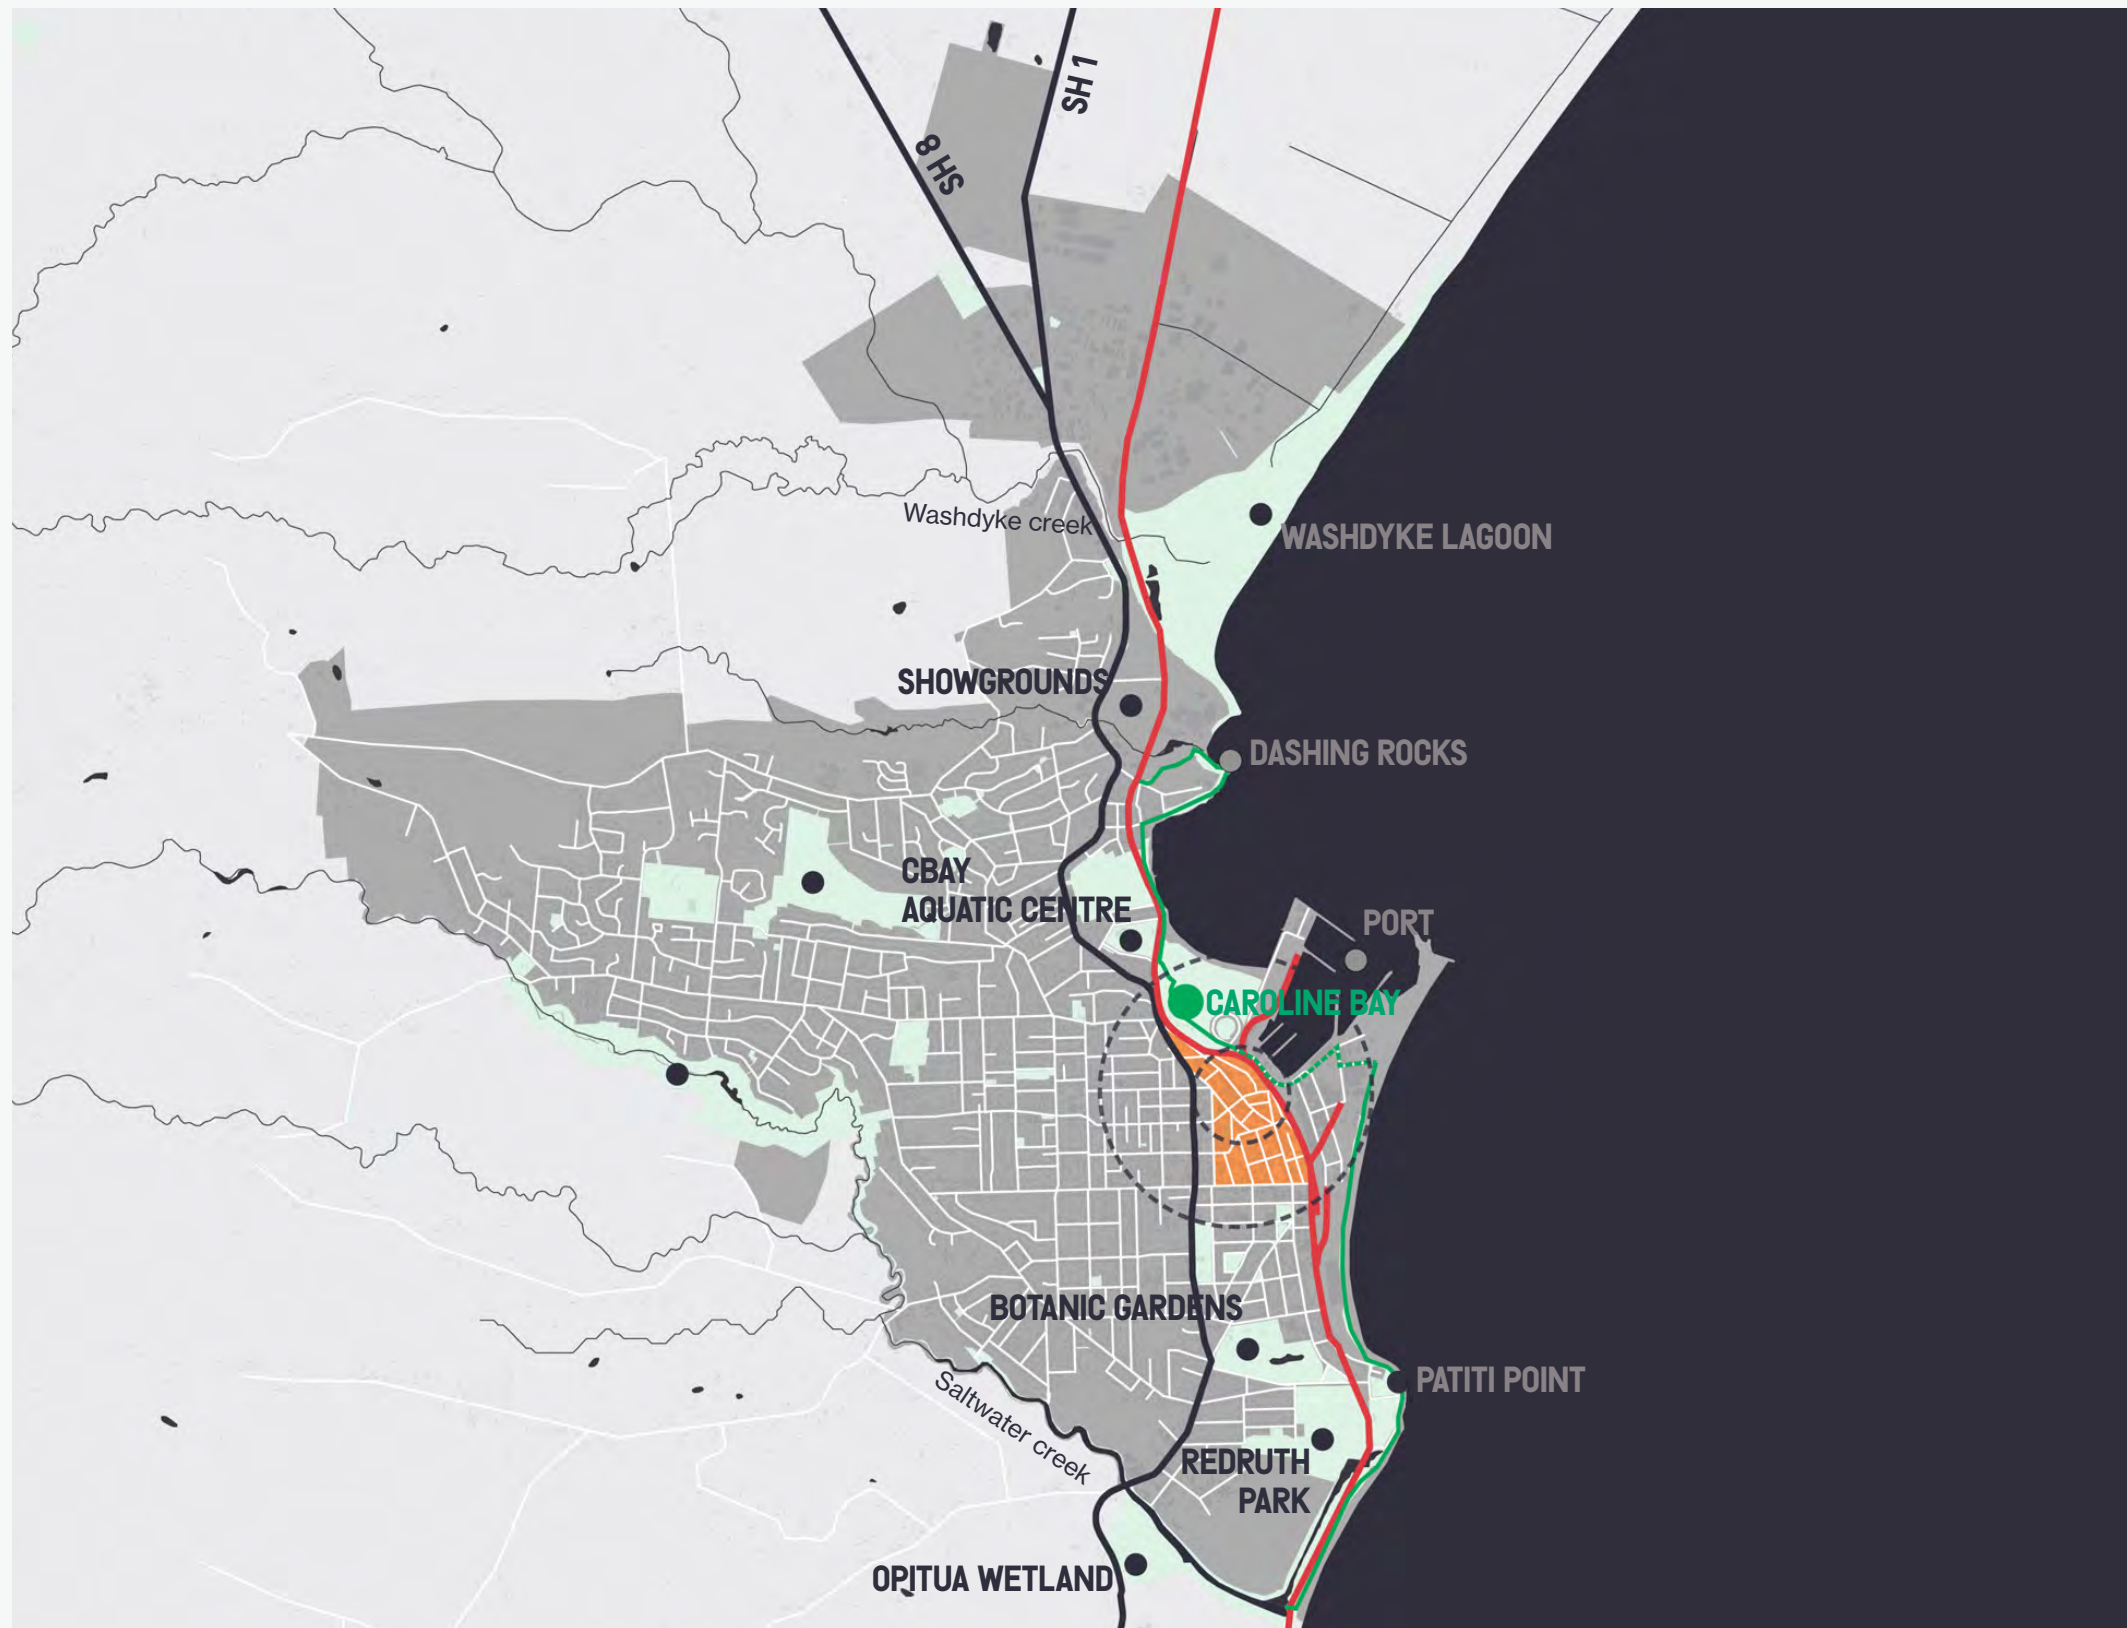 SH 1
SH 8
Washdyke creek
WASHDYKE LAGOON
SHOWGROUNDS
DASHING ROCKS
CBAY
AQUATIC CENTRE
PORT
CAROLINE BAY
BOTANIC GARDENS
PATITI POINT
Saltwater creek
REDRUTH
PARK
OPITUA WETLAND